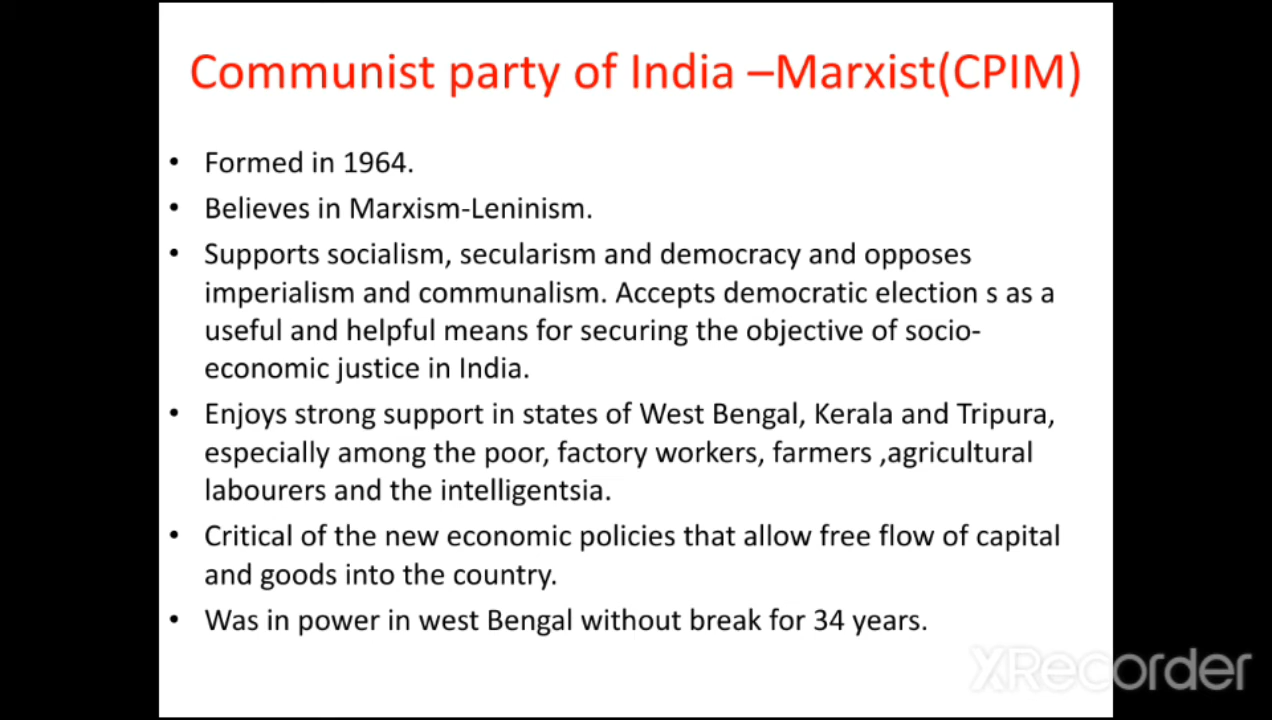 Communist party of India –Marxist(CPIM)
• Formed in 1964.
• Believes in Marxism-Leninism.
• Supports socialism, secularism and democracy and opposes
imperialism and communalism. Accepts democratic election s as a
useful and helpful means for securing the objective of socio-
economic justice in India.
• Enjoys strong support in states of West Bengal, Kerala and Tripura,
especially among the poor, factory workers, farmers ,agricultural
labourers and the intelligentsia.
• Critical of the new economic policies that allow free flow of capital
and goods into the country.
• Was in power in west Bengal without break for 34 years.
XRecorder